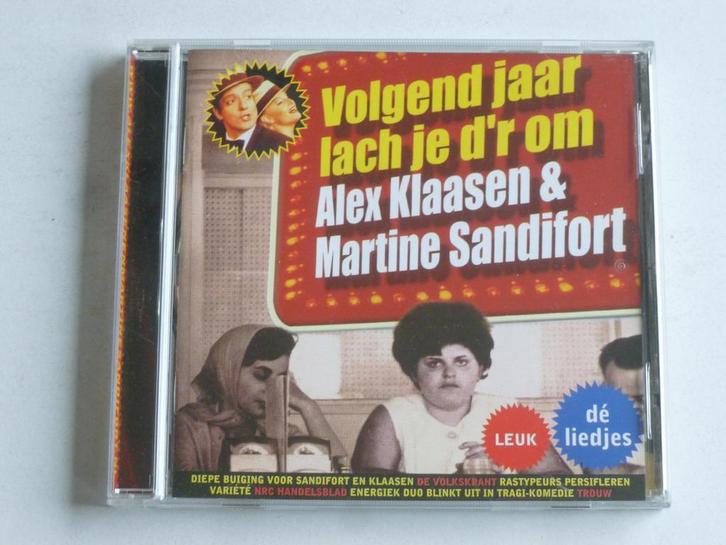 Volgend jaar
lach je d'r om
Alex Klaasen &
Martine Sandifort
LEUK
dé
liedjes
DIEPE BUIGING VOOR SANDIFORT EN KLAASEN DE VOLKSKRANT RASTYPEURS PERSIFLEREN
VARIÉTÉ NRC HANDELSBLAD ENERGIEK DUO BLINKT UIT IN TRAGI-KOMEDIE TROUW